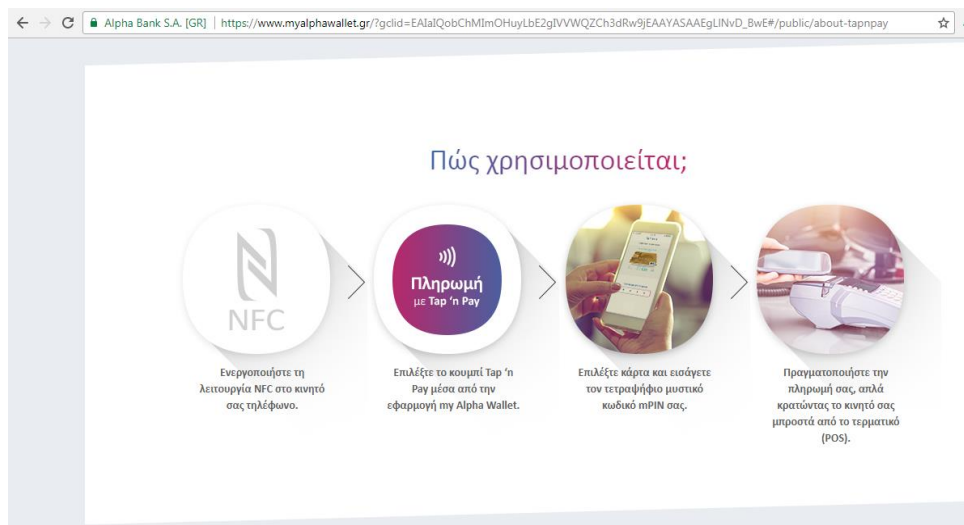 Alpha Bank S.A. [GR] | https://www.myalphawallet.gr/?gclid=EAIaIQobChMImOHuyLbE2gIVVWQZCh3dRw9jEAAYASAAEgLlNvD_BwE#/public/about-tapnpay
Πώς χρησιμοποιείται;
NFC
Ενεργοποιήστε τη
λειτουργία NFC στο κινητό
σας τηλέφωνο.
Πληρωμή
με Tap ‘n Pay
Επιλέξτε το κουμπί Tap ‘n
Pay μέσα από την
εφαρμογή my Alpha Wallet.
Επιλέξτε κάρτα και εισάγετε
τον τετραψήφιο μυστικό
κωδικό mPIN σας.
Πραγματοποιήστε την
πληρωμή σας, απλά
κρατώντας το κινητό σας
μπροστά από το τερματικό
(POS).